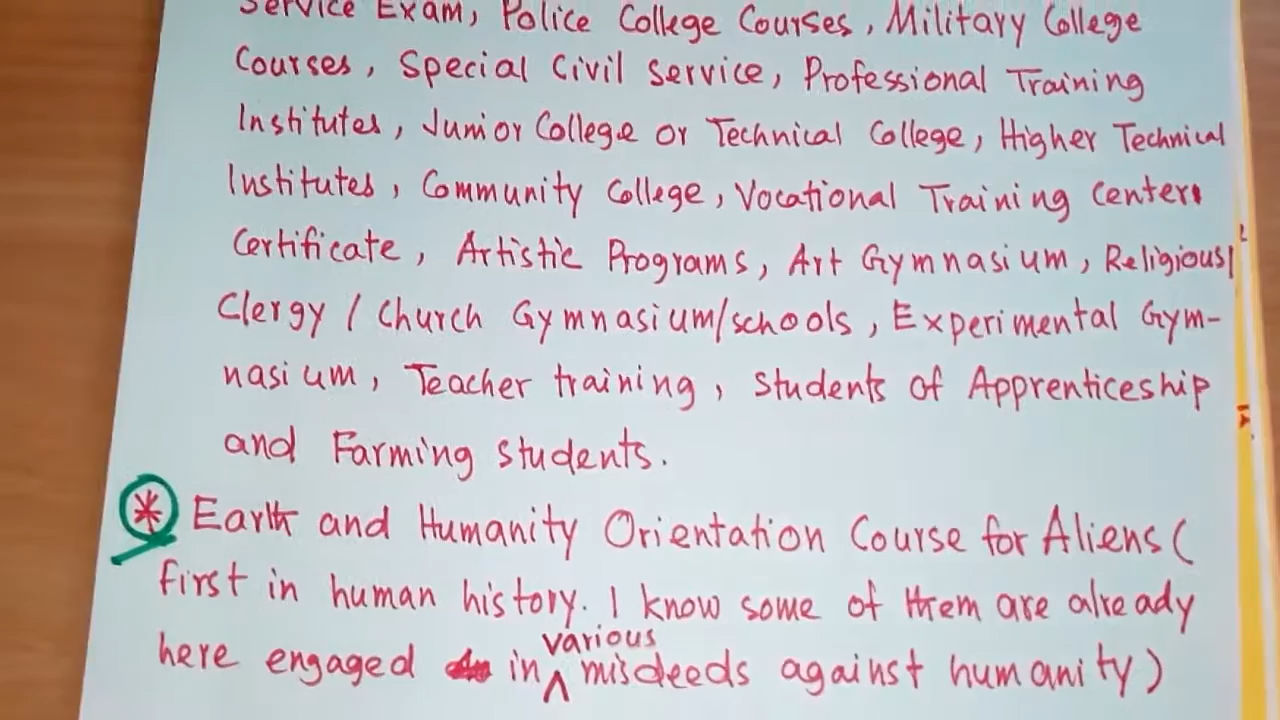 Service Exam, Police College Courses, Military College
Courses, Special Civil Service, Professional Training
Institutes, Junior College or Technical College, Higher Technical
Institutes, Community College, Vocational Training Center
Certificate, Artistic Programs, Art Gymnasium, Religious/
Clergy / Church Gymnasium/schools, Experimental Gym-
nasium, Teacher training, Students of Apprenticeship
and Farming students.
* Earth and Humanity Orientation Course for Aliens (
first in human history. I know some of them are already
various
here engaged in ^ misdeeds against humanity)